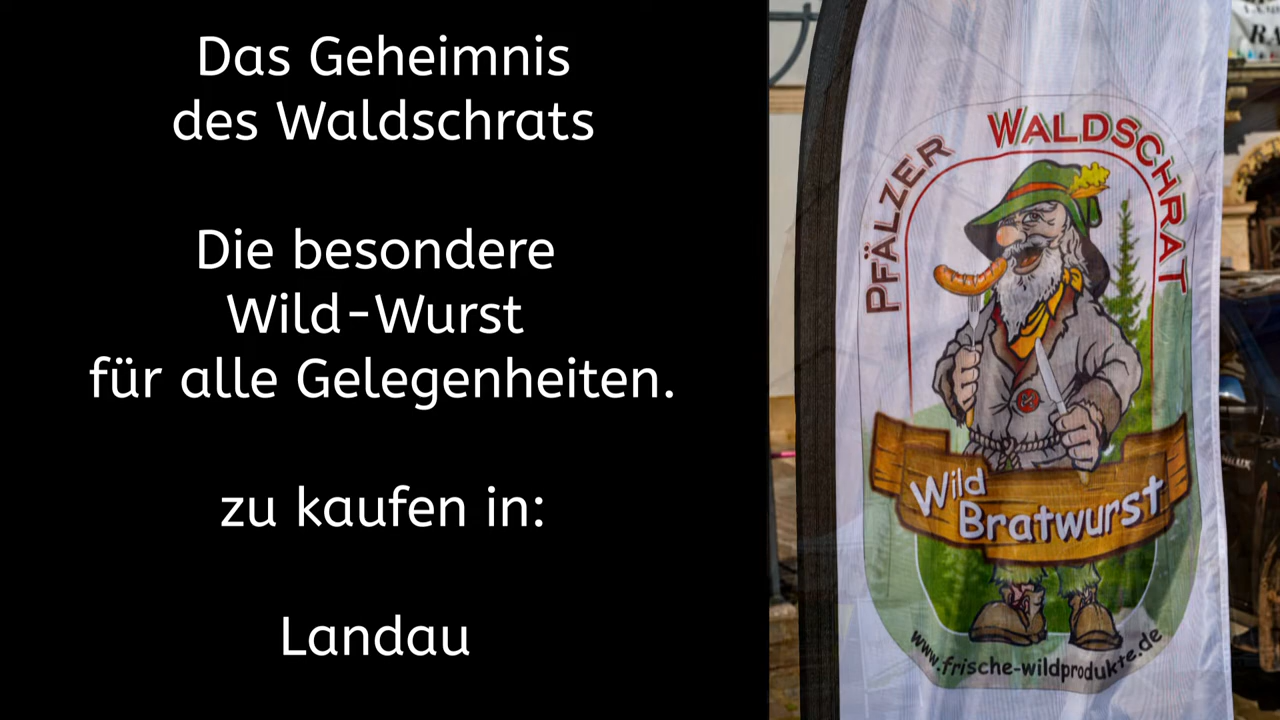 Das Geheimnis
des Waldschrats
Die besondere
Wild-Wurst
für alle Gelegenheiten.
zu kaufen in:
Landau
PFÄLZER WALDSCHRAT
Wild
Bratwurst
www.frische-wildprodukte.de